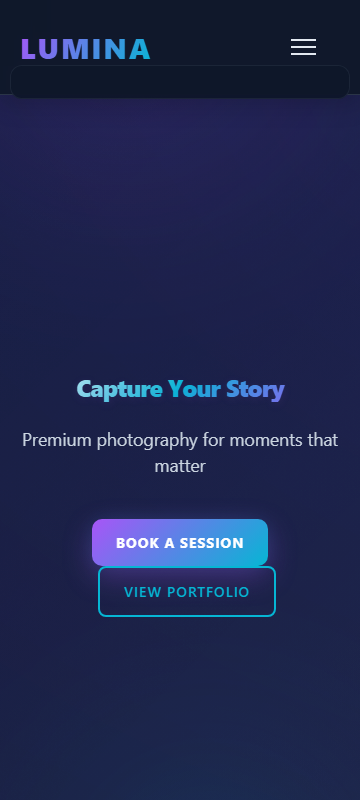 LUMINA
Capture Your Story
Premium photography for moments that
matter
BOOK A SESSION
VIEW PORTFOLIO